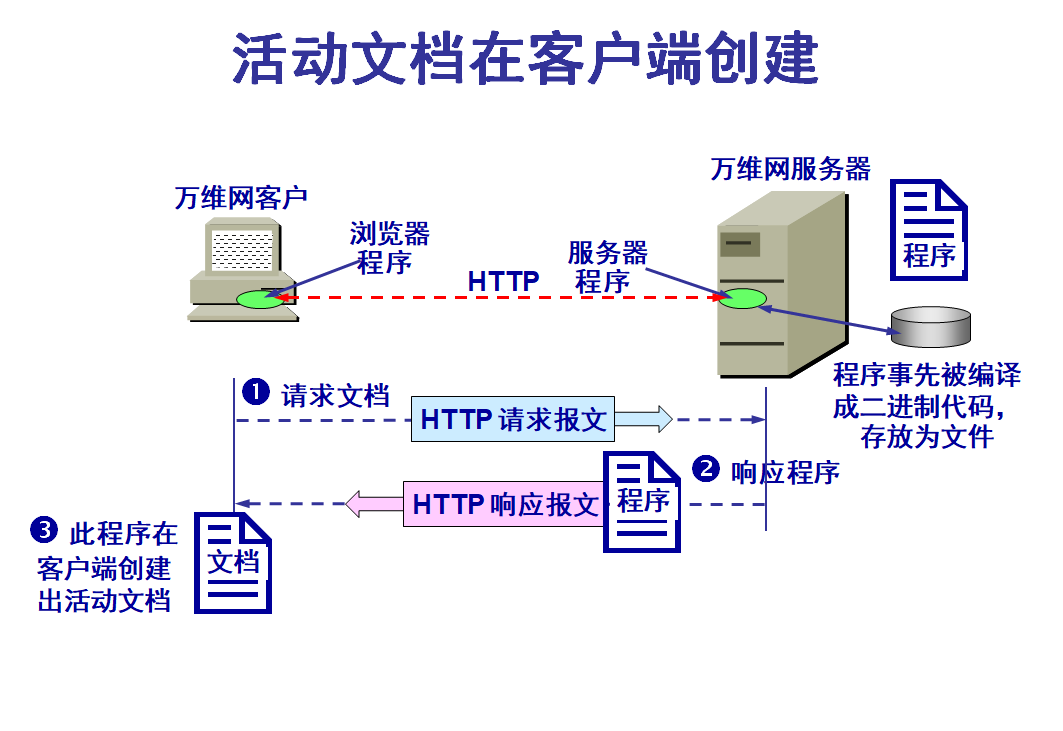 活动文档在客户端创建
万维网客户
万维网服务器
浏览器
程序
服务器
程序
HTTP
程序
程序事先被编译
成二进制代码，
存放为文件
❶ 请求文档
HTTP 请求报文
❷ 响应程序
HTTP 响应报文
程序
❸ 此程序在
客户端创建
出活动文档
文档